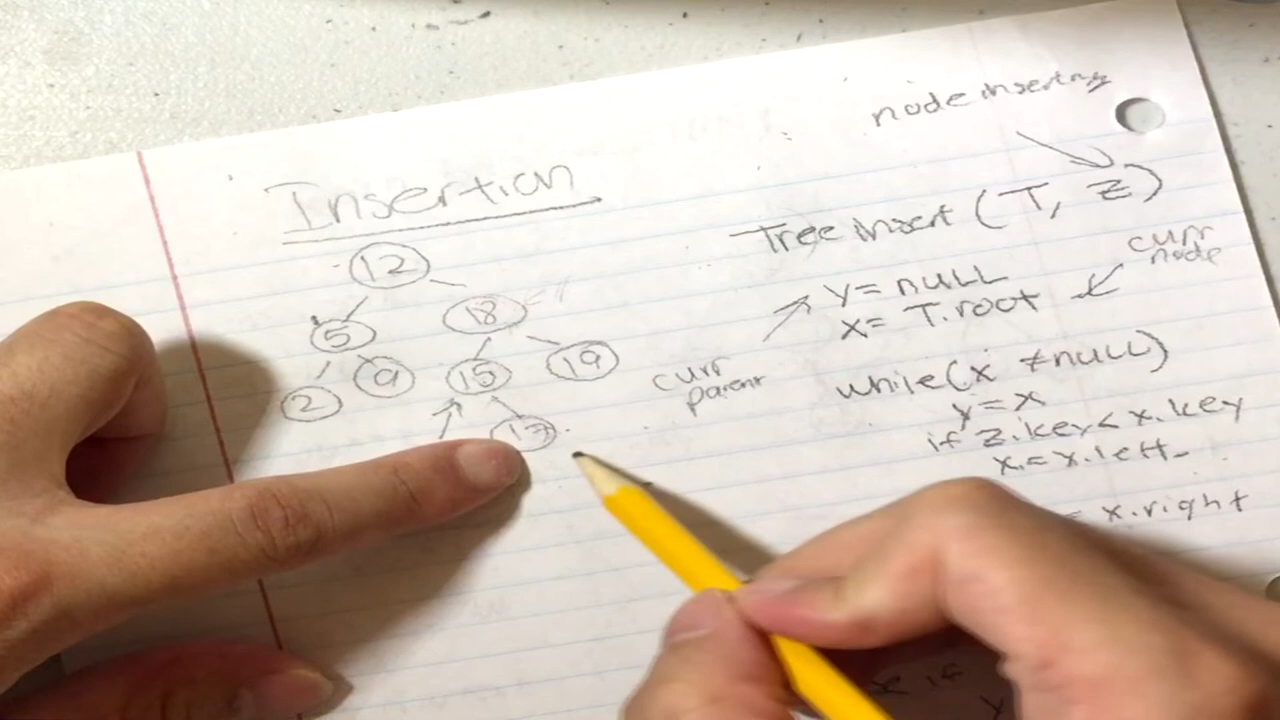 node inserting
Insertion
Tree insert (T, Z)
12
curr
node
y = null
x = T.root
5
18
2
9
15
19
curr
parent
while(x ≠ null)
y = x
if z.key < x.key
x = x.left
= x.right
if
y